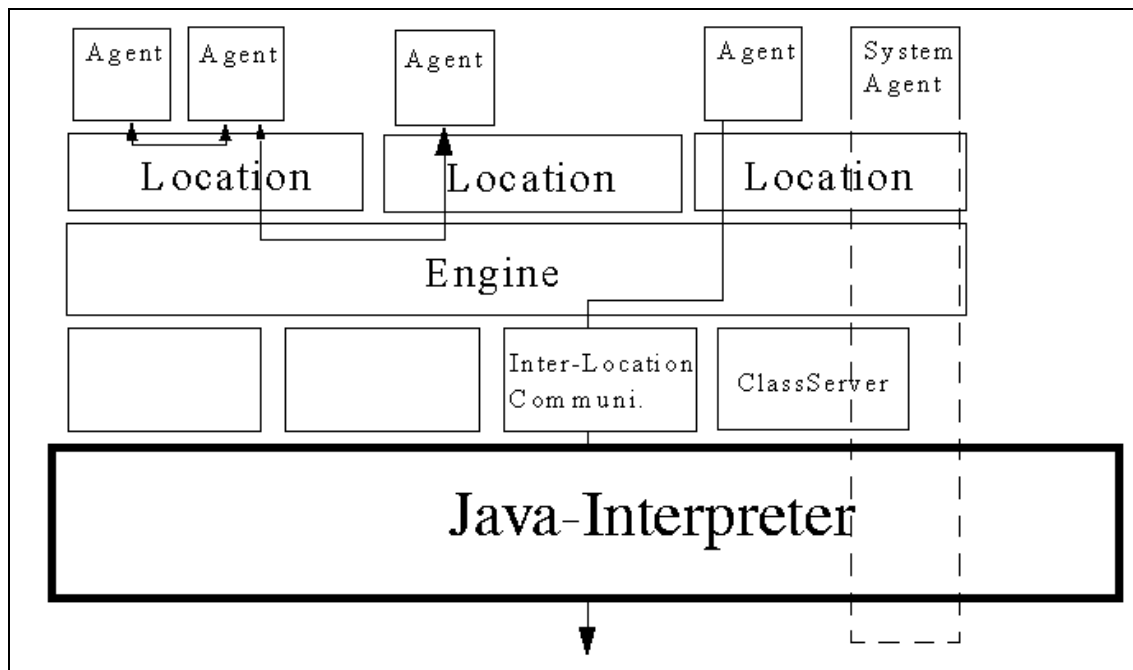 Agent
Agent
Agent
Agent
System
Agent
Location
Location
Location
Engine
Inter-Location
Communi.
ClassServer
Java-Interpreter